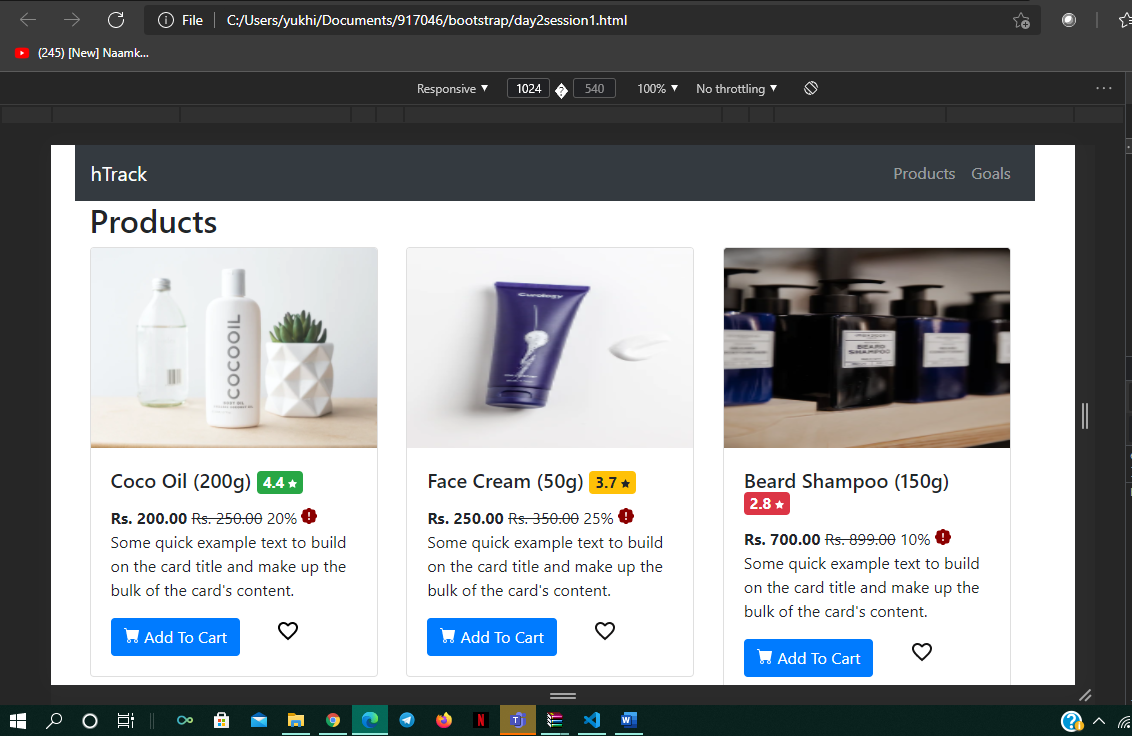 File C:/Users/yukhi/Documents/917046/bootstrap/day2session1.html
(245) [New] Naamk...
Responsive 1024 540 100% No throttling
hTrack Products Goals
Products
COCOOIL
Curology
BEARD
SHAMPOO
Coco Oil (200g) 4.4
Rs. 200.00 Rs. 250.00 20%
Some quick example text to build
on the card title and make up the
bulk of the card's content.
Add To Cart
Face Cream (50g) 3.7
Rs. 250.00 Rs. 350.00 25%
Some quick example text to build
on the card title and make up the
bulk of the card's content.
Add To Cart
Beard Shampoo (150g)
2.8
Rs. 700.00 Rs. 899.00 10%
Some quick example text to build
on the card title and make up the
bulk of the card's content.
Add To Cart